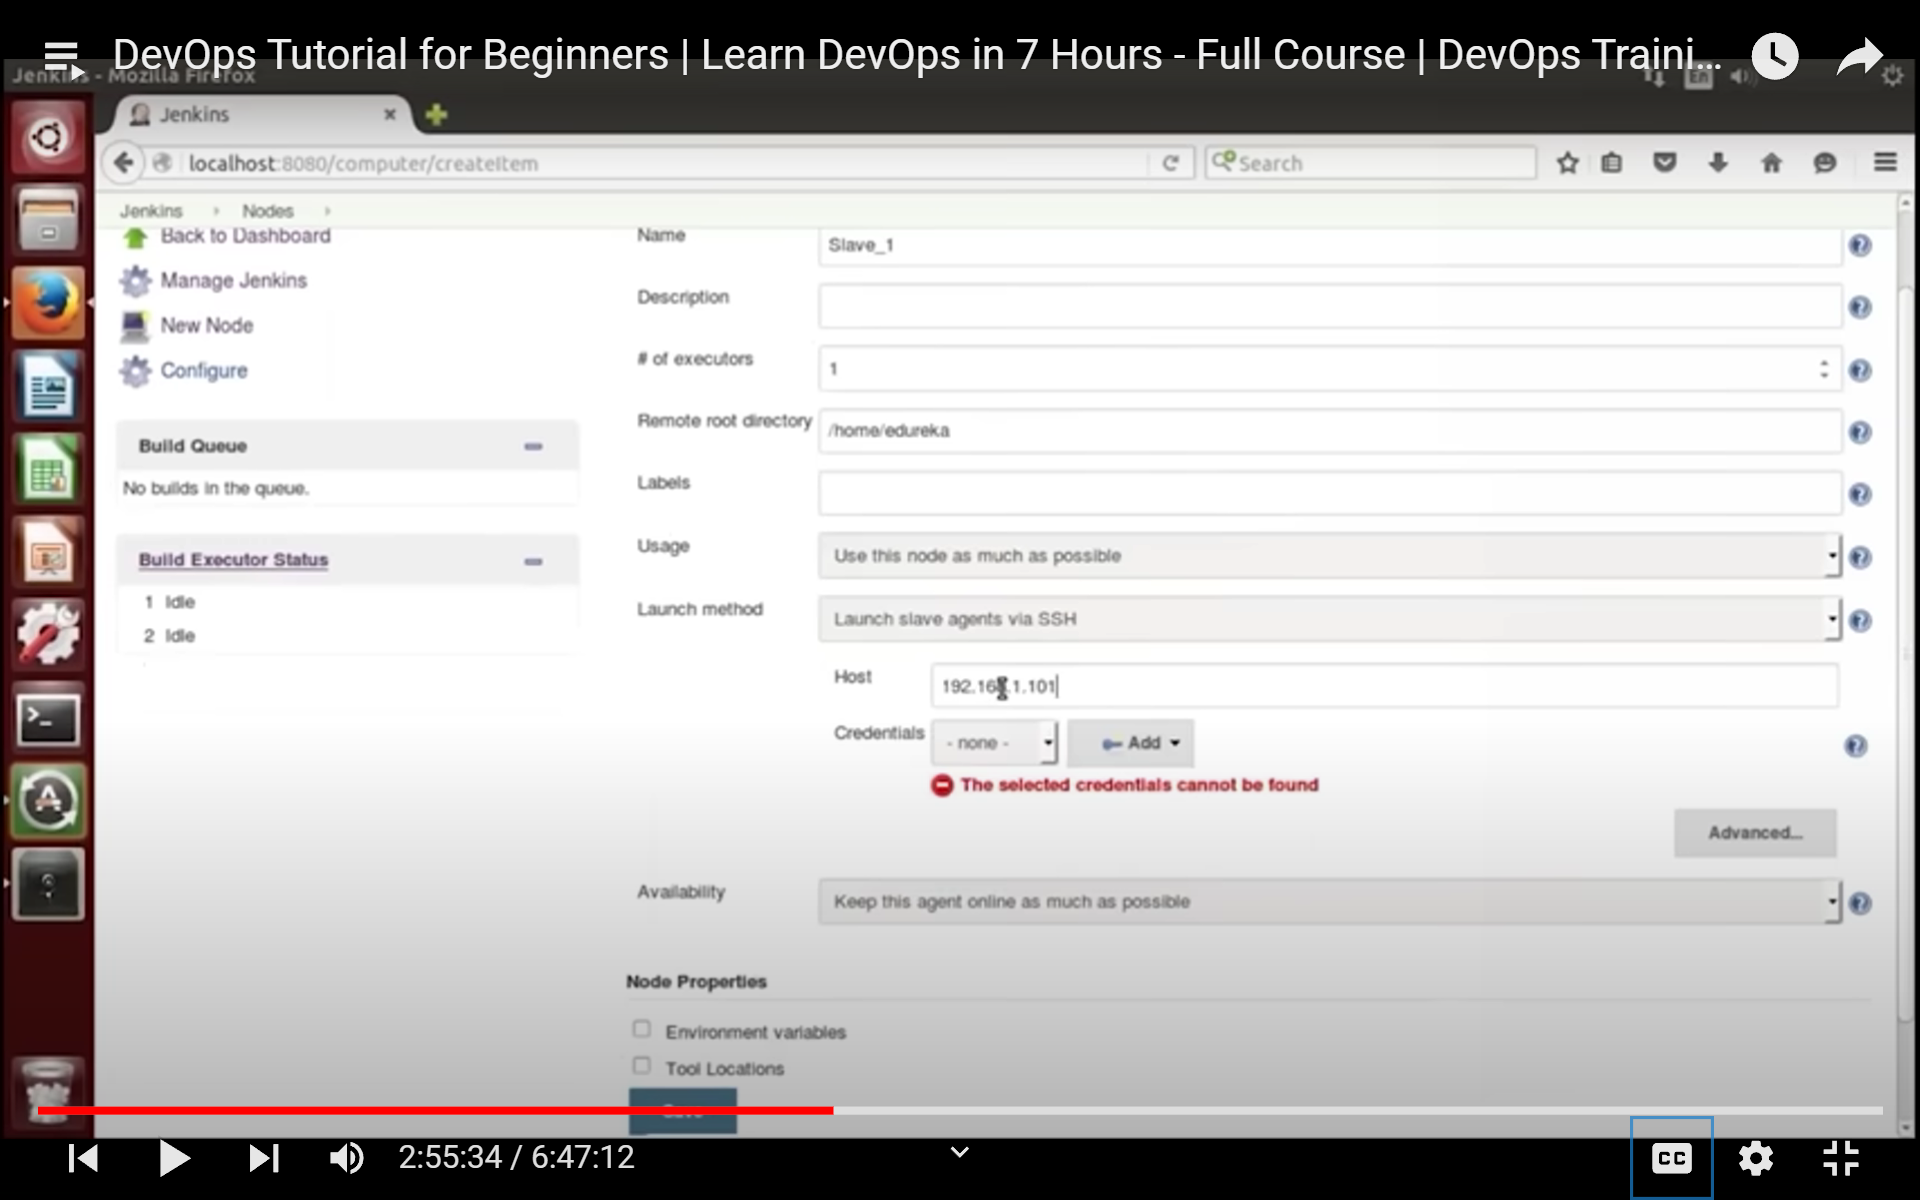 DevOps Tutorial for Beginners | Learn DevOps in 7 Hours - Full Course | DevOps Traini...
Jenkins - Mozilla Firefox
En
Jenkins
localhost:8080/computer/createItem
Search
Jenkins
Nodes
Back to Dashboard
Manage Jenkins
New Node
Configure
Build Queue
No builds in the queue.
Build Executor Status
1 Idle
2 Idle
Name
Slave_1
Description
# of executors
1
Remote root directory
/home/edureka
Labels
Usage
Use this node as much as possible
Launch method
Launch slave agents via SSH
Host
192.168.1.101
Credentials
- none -
Add
The selected credentials cannot be found
Advanced...
Availability
Keep this agent online as much as possible
Node Properties
Environment variables
Tool Locations
Save
2:55:34 / 6:47:12
CC